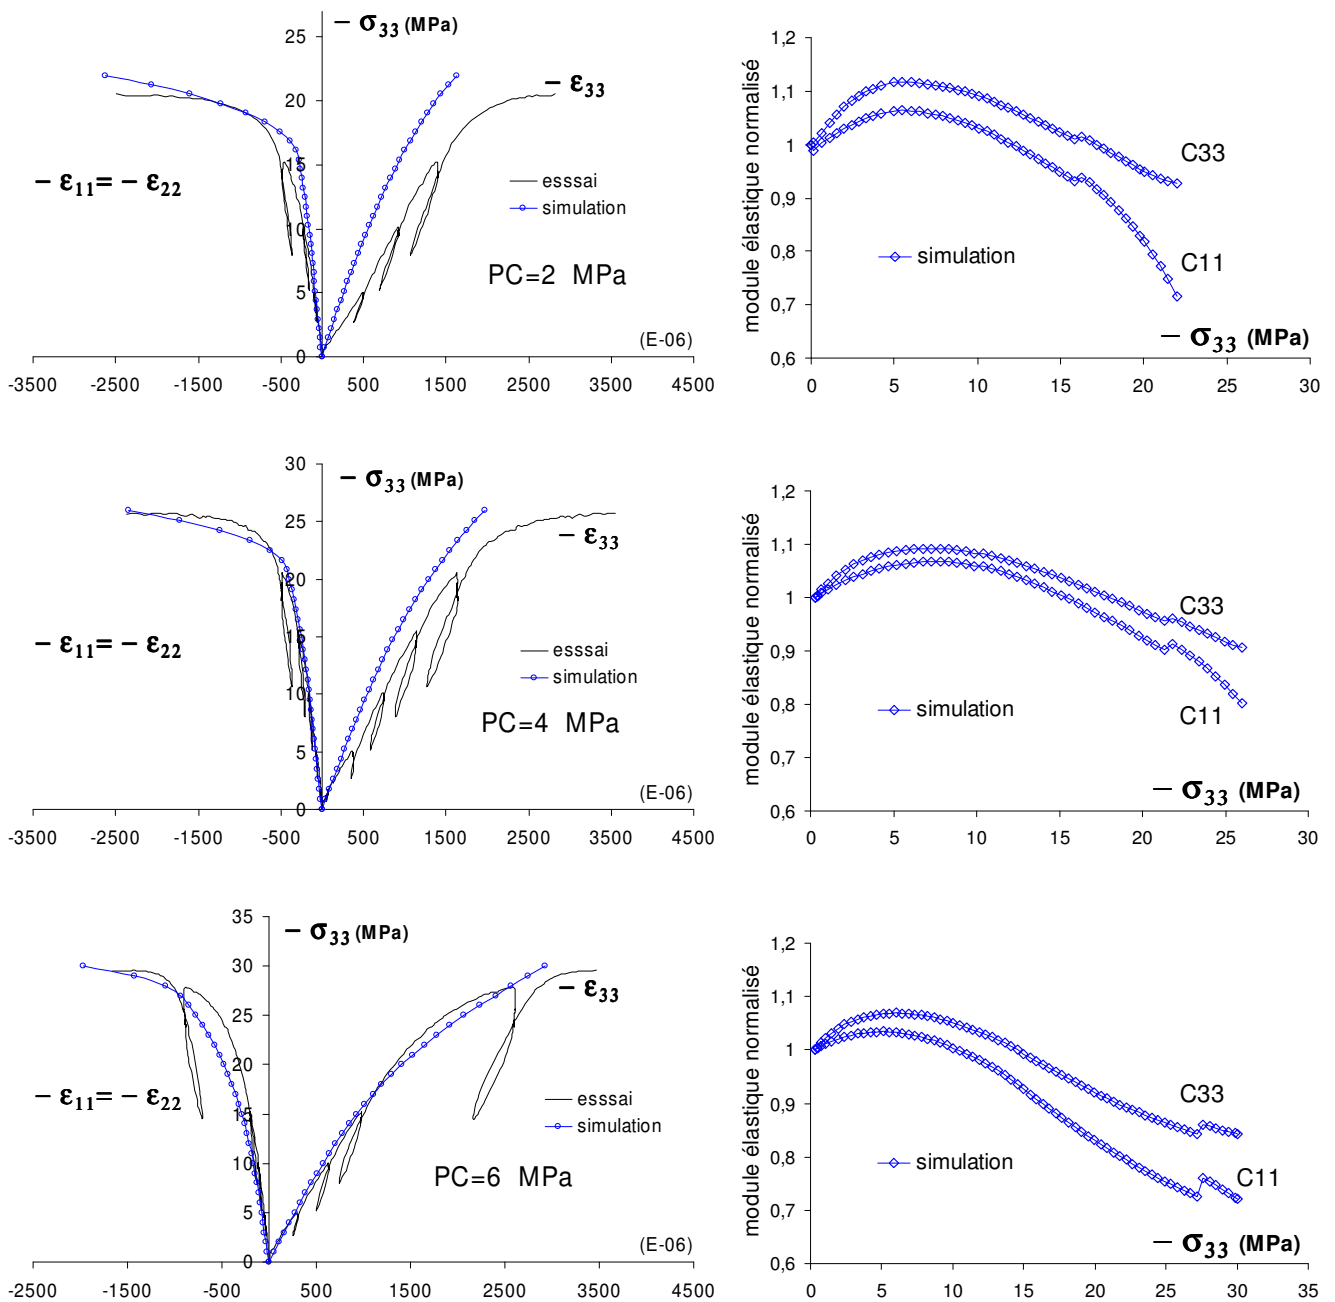 − σ33 (MPa)
25
20
15
10
5
0
− ε33
− ε11= − ε22
esssai
simulation
PC=2 MPa
(E-06)
-3500 -2500 -1500 -500 500 1500 2500 3500 4500
module élastique normalisé
1,2
1,1
1
0,9
0,8
0,7
0,6
C33
C11
simulation
− σ33 (MPa)
0 5 10 15 20 25 30
− σ33 (MPa)
30
25
20
15
10
5
0
− ε33
− ε11= − ε22
esssai
simulation
PC=4 MPa
(E-06)
-3500 -2500 -1500 -500 500 1500 2500 3500 4500
module élastique normalisé
1,2
1,1
1
0,9
0,8
0,7
0,6
C33
C11
simulation
− σ33 (MPa)
0 5 10 15 20 25 30
− σ33 (MPa)
35
30
25
20
15
10
5
0
− ε33
− ε11= − ε22
esssai
simulation
PC=6 MPa
(E-06)
-2500 -1500 -500 500 1500 2500 3500 4500
module élastique normalisé
1,2
1,1
1
0,9
0,8
0,7
0,6
C33
C11
simulation
− σ33 (MPa)
0 5 10 15 20 25 30 35